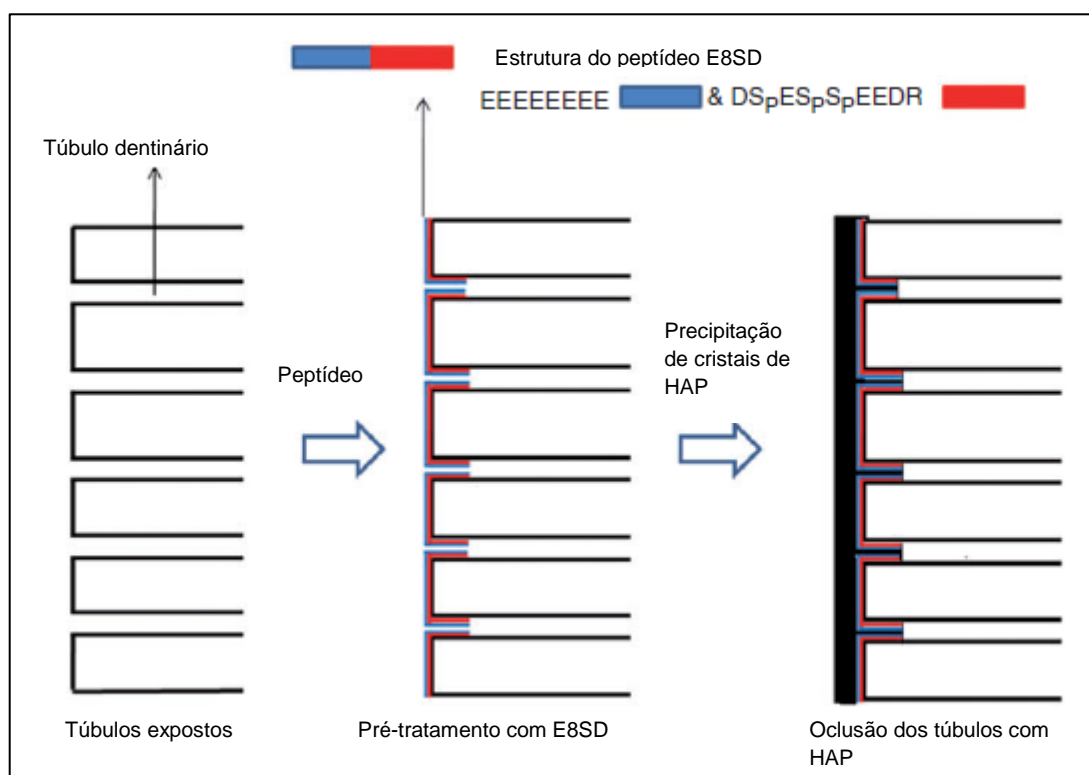 Estrutura do peptídeo E8SD
EEEEEEEE & DSpESpSpEEDR
Túbulo dentinário
Peptídeo
Precipitação
de cristais de
HAP
Túbulos expostos
Pré-tratamento com E8SD
Oclusão dos túbulos com
HAP